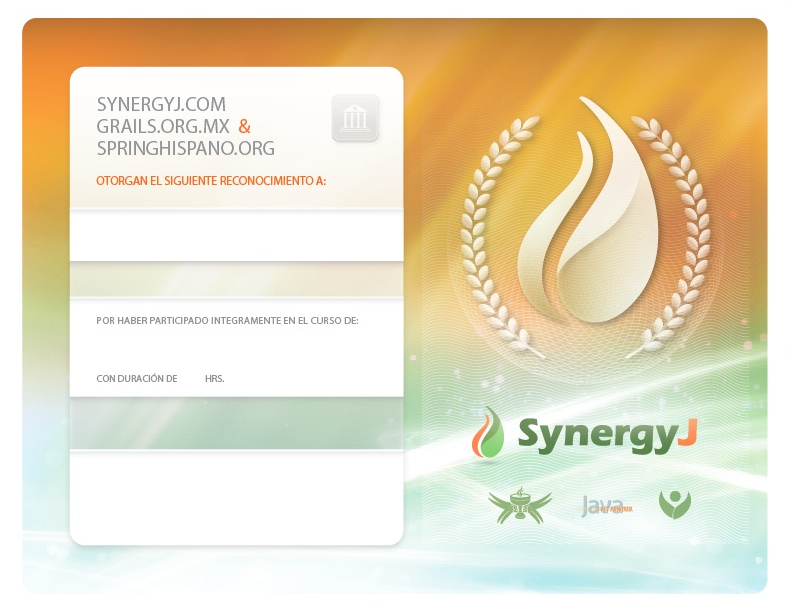 SYNERGYJ.COM
GRAILS.ORG.MX &
SPRINGHISPANO.ORG
OTORGAN EL SIGUIENTE RECONOCIMIENTO A:
POR HABER PARTICIPADO INTEGRAMENTE EN EL CURSO DE:
CON DURACIÓN DE HRS.
SynergyJ
Java